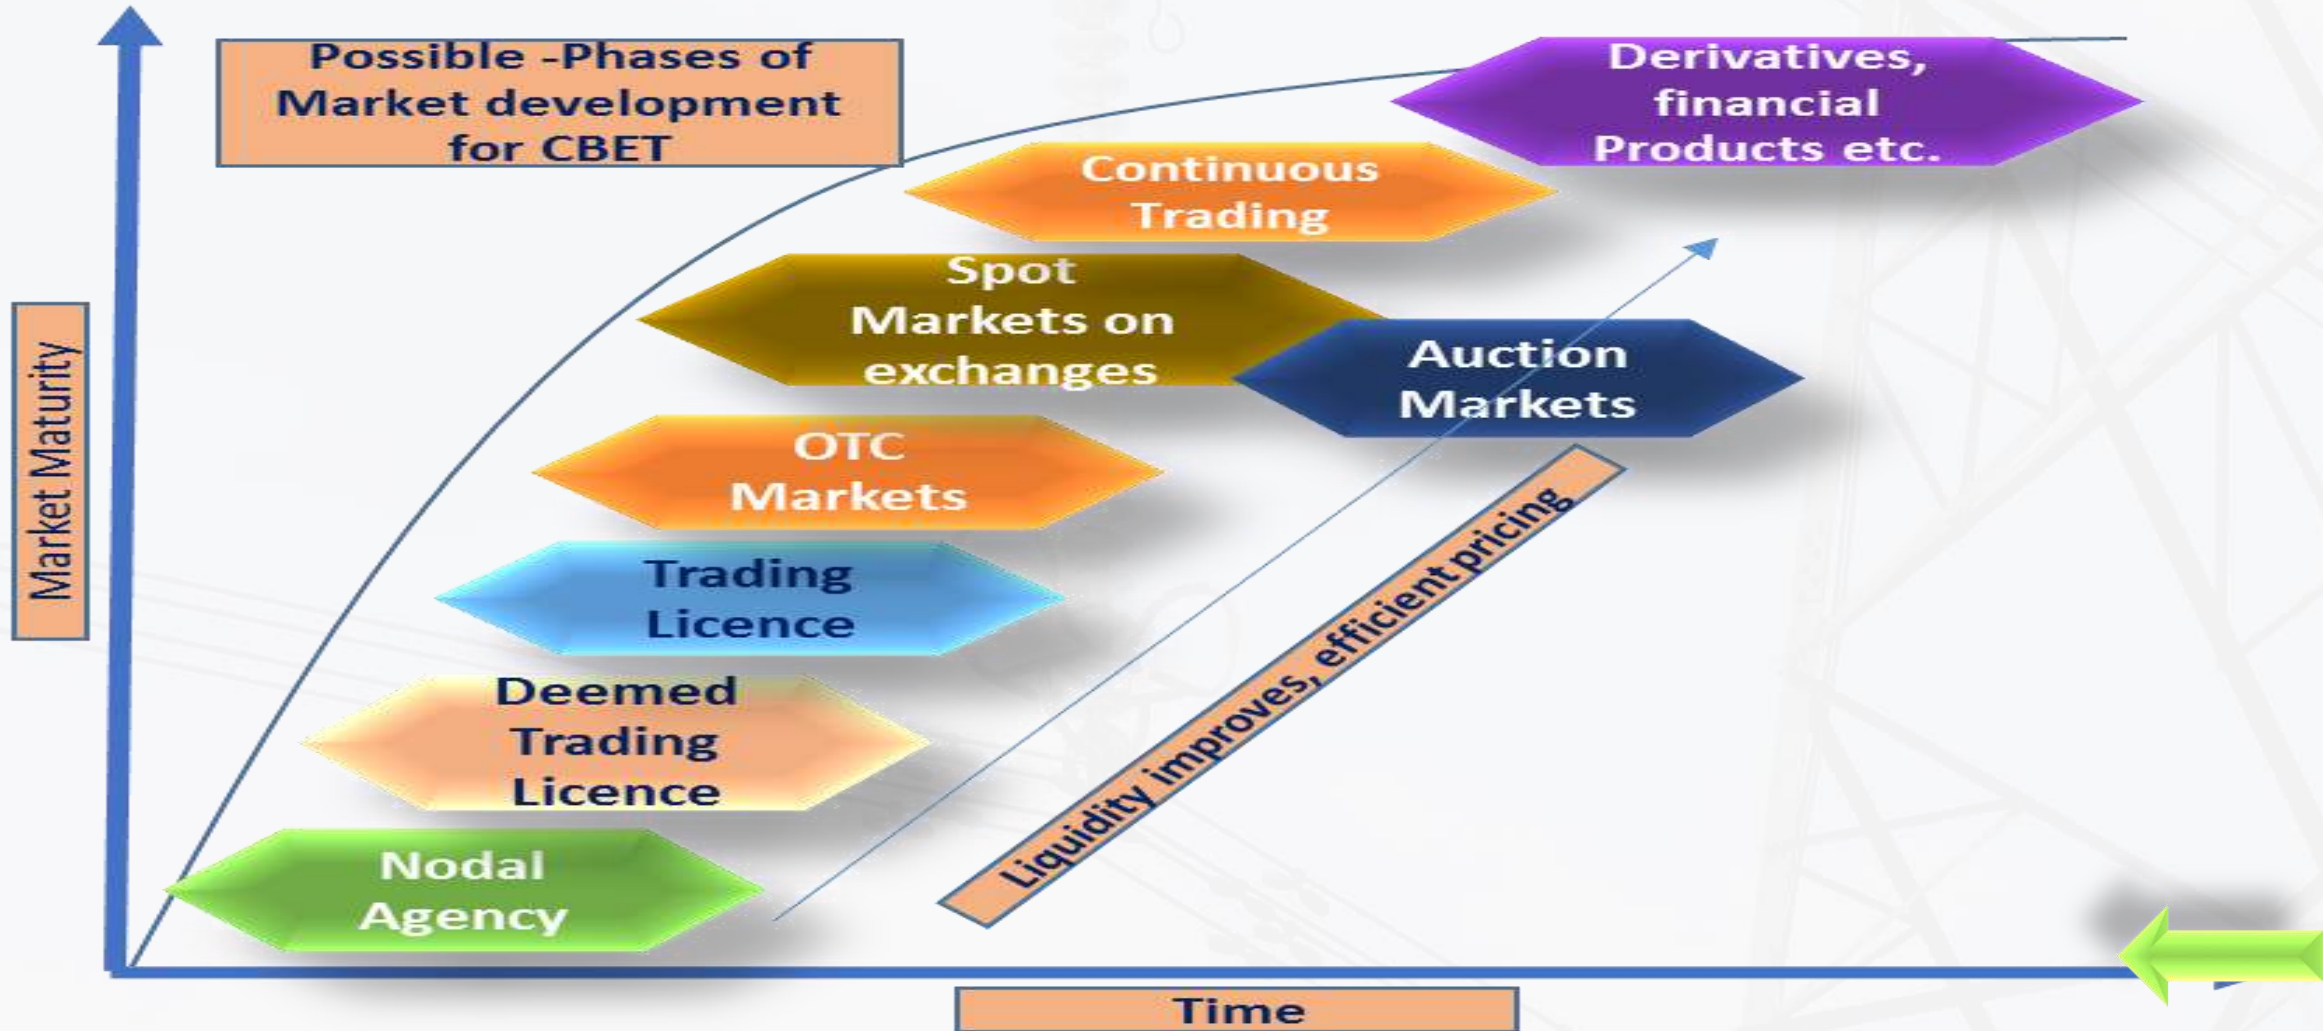 Possible -Phases of
Market development
for CBET
Derivatives,
financial
Products etc.
Continuous
Trading
Spot
Markets on
exchanges
Auction
Markets
OTC
Markets
Trading
Licence
Deemed
Trading
Licence
Nodal
Agency
Market Maturity
Liquidity improves, efficient pricing
Time